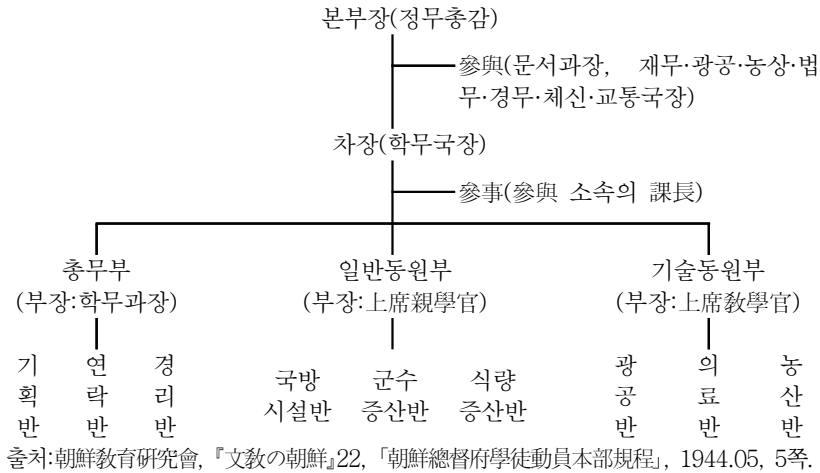 본부장(정무총감)
參與(문서과장, 재무·광공·농상·법
무·경무·체신·교통국장)
차장(학무국장)
參事(參與 소속의 課長)
총무부
(부장:학무과장)
일반동원부
(부장:上席視學官)
기술동원부
(부장:上席敎學官)
기획반
연락반
경리반
국방
시설반
군수
증산반
식량
증산반
광공반
의료반
농산반
출처:朝鮮敎育硏究會, 『文敎の朝鮮』22, 「朝鮮總督府學徒動員本部規程」, 1944.05, 5쪽.